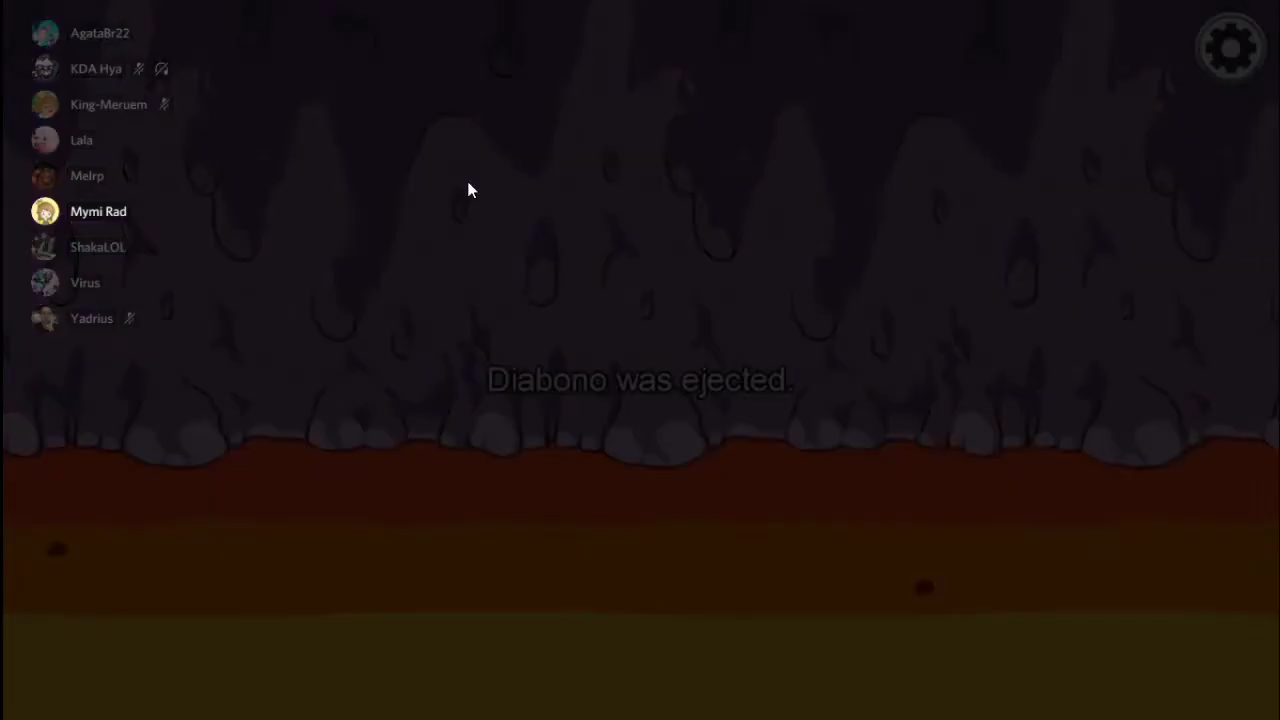 AgataBr22
KDA Hya
King-Meruem
Lala
Melrp
Mymi Rad
ShakaLOL
Virus
Yadrius
Diabono was ejected.